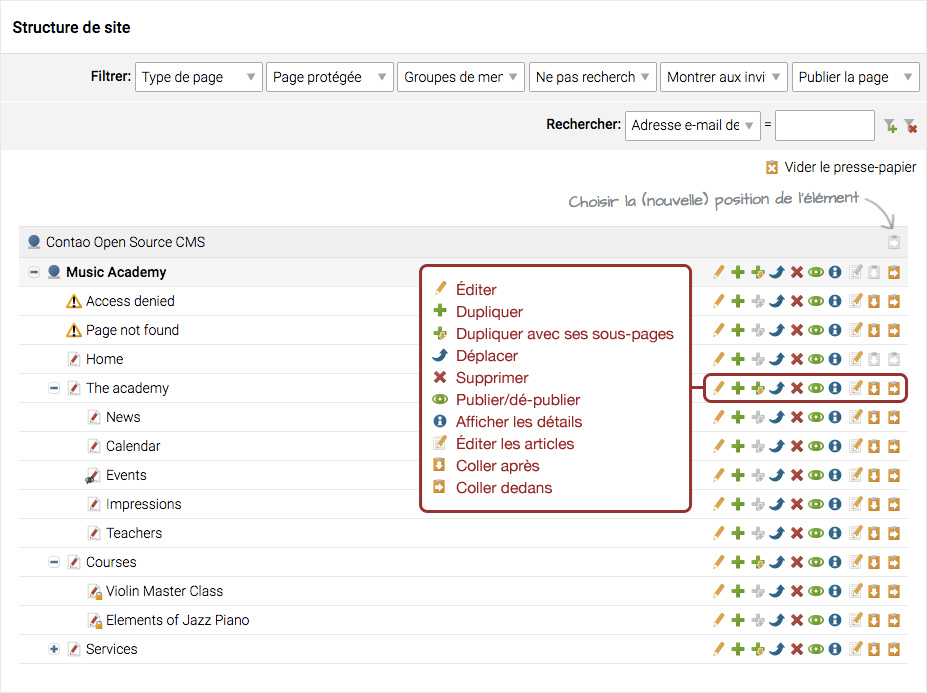 Structure de site
Filtrer: Type de page Page protégée Groupes de mer Ne pas recherch Montrer aux invi Publier la page
Rechercher: Adresse e-mail de =
Vider le presse-papier
Choisir la (nouvelle) position de l'élément
Contao Open Source CMS
Music Academy
Access denied
Page not found
Home
The academy
News
Calendar
Events
Impressions
Teachers
Courses
Violin Master Class
Elements of Jazz Piano
Services
Éditer
Dupliquer
Dupliquer avec ses sous-pages
Déplacer
Supprimer
Publier/dé-publier
Afficher les détails
Éditer les articles
Coller après
Coller dedans